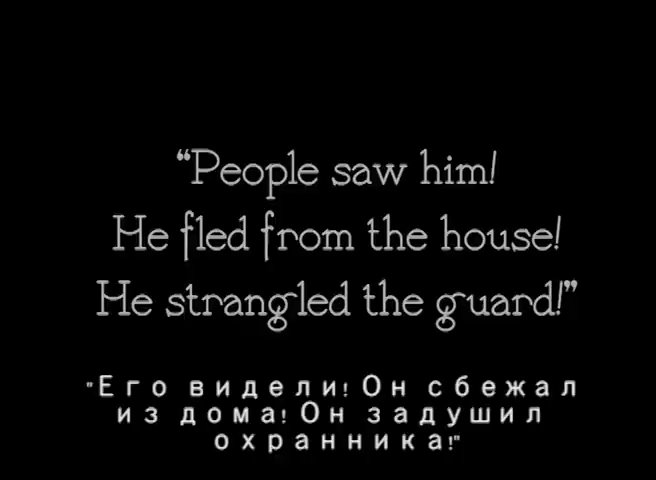 “People saw him!
He fled from the house!
He strangled the guard!”
"Его видели! Он сбежал
из дома! Он задушил
охранника!"